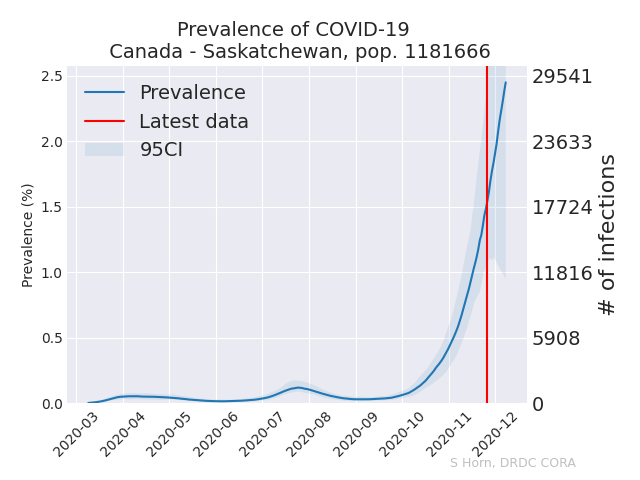 Prevalence of COVID-19
Canada - Saskatchewan, pop. 1181666
Prevalence
Latest data
95CI
Prevalence (%)
2.5
2.0
1.5
1.0
0.5
0.0
29541
23633
17724
11816
5908
0
# of infections
2020-03
2020-04
2020-05
2020-06
2020-07
2020-08
2020-09
2020-10
2020-11
2020-12
S Horn, DRDC CORA